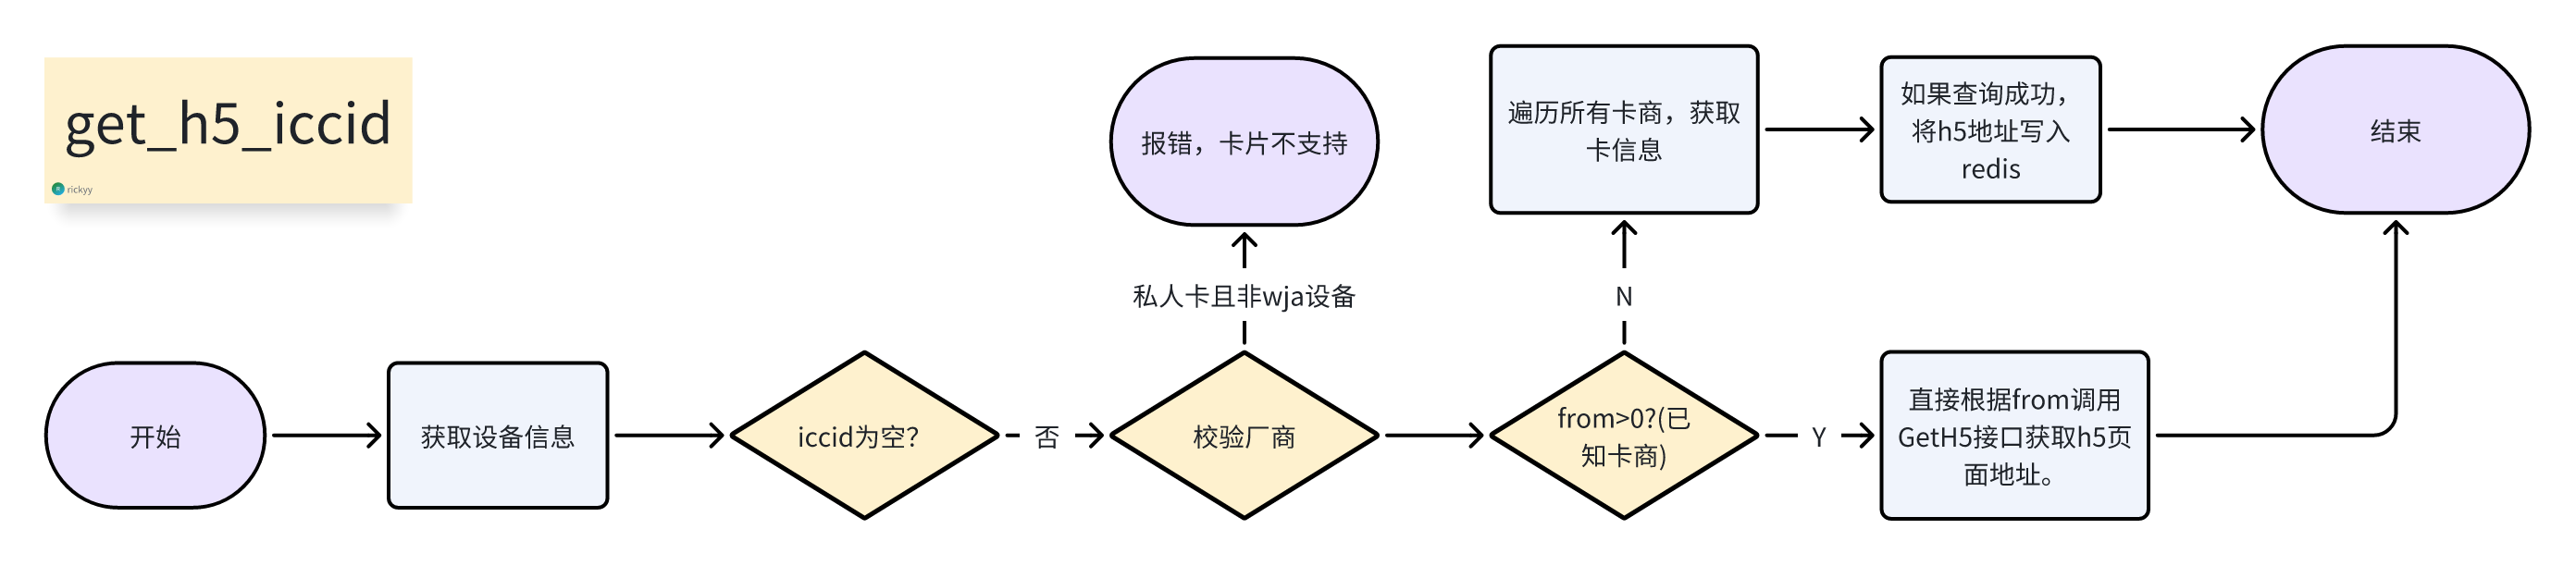 get_h5_iccid
rickyy
报错，卡片不支持
遍历所有卡商，获取
卡信息
如果查询成功，
将h5地址写入
redis
结束
私人卡且非wja设备
N
开始
获取设备信息
iccid为空？
否
校验厂商
from>0?(已
知卡商)
Y
直接根据from调用
GetH5接口获取h5页
面地址。